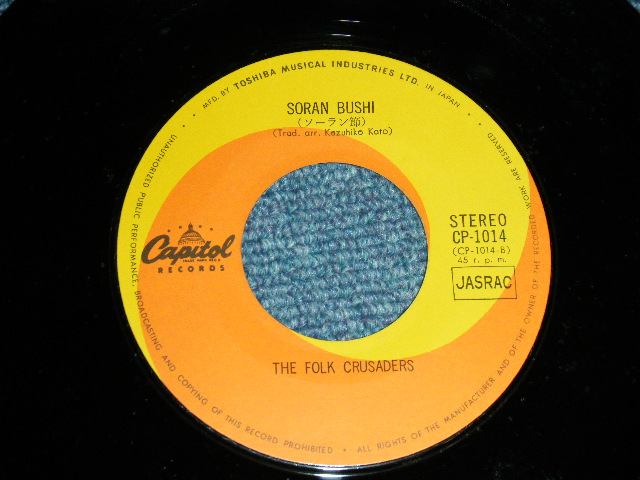 MFD. BY TOSHIBA MUSICAL INDUSTRIES LTD. IN JAPAN
SORAN BUSHI
(ソーラン節)
(Trad. arr. Kazuhiko Kato)
Capitol
RECORDS
STEREO
CP-1014
(CP-1014-B)
45 r. p. m.
JASRAC
THE FOLK CRUSADERS
UNAUTHORIZED PUBLIC PERFORMANCE, BROADCASTING AND COPYING OF THIS RECORD PROHIBITED • ALL RIGHTS OF THE MANUFACTURER AND OF THE OWNER OF THE RECORDED WORK ARE RESERVED